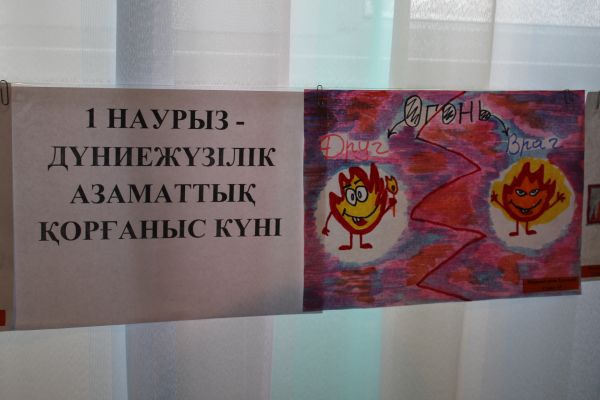 1 НАУРЫЗ -
ДҮНИЕЖҮЗІЛІК
АЗАМАТТЫҚ
ҚОРҒАНЫС КҮНІ
Огонь
Друг
Враг